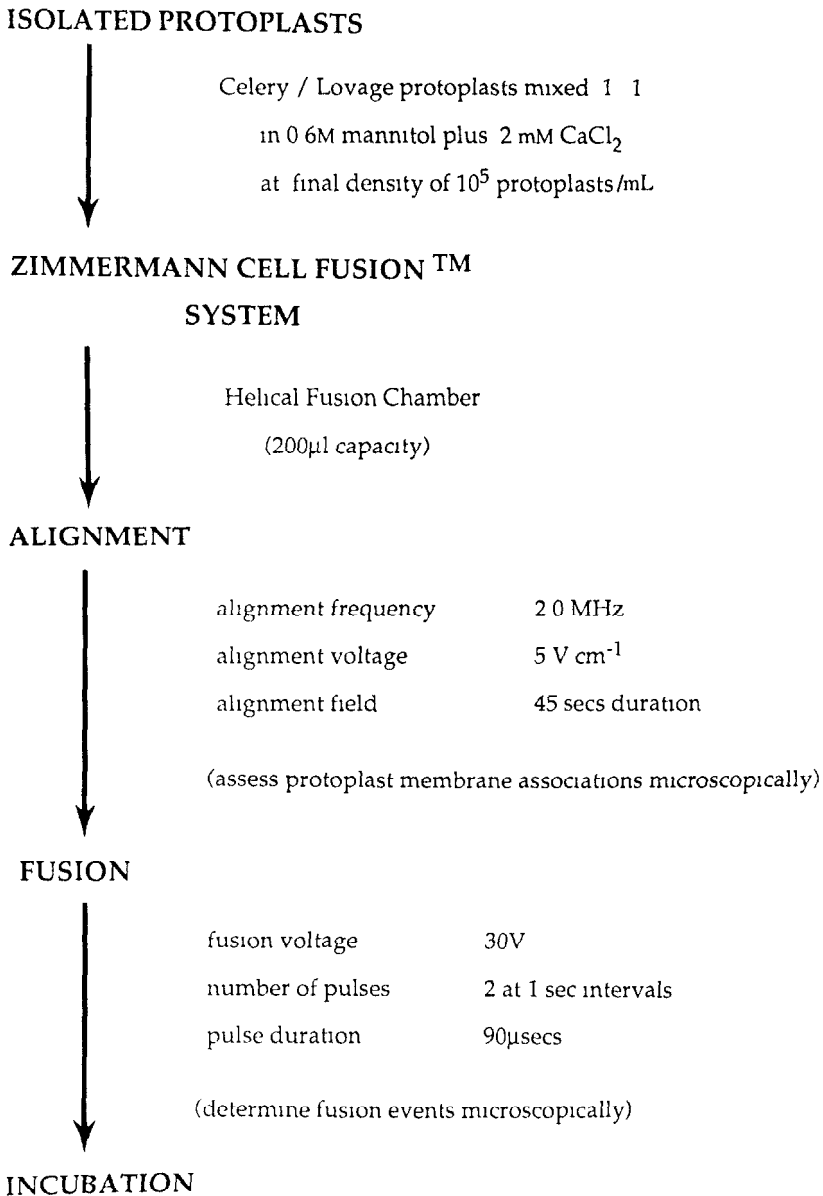 ISOLATED PROTOPLASTS
Celery / Lovage protoplasts mixed 1 1
in 0 6M mannitol plus 2 mM CaCl₂
at final density of 10⁵ protoplasts/mL
ZIMMERMANN CELL FUSION ™
SYSTEM
Helical Fusion Chamber
(200µl capacity)
ALIGNMENT
alignment frequency 2 0 MHz
alignment voltage 5 V cm⁻¹
alignment field 45 secs duration
(assess protoplast membrane associations microscopically)
FUSION
fusion voltage 30V
number of pulses 2 at 1 sec intervals
pulse duration 90µsecs
(determine fusion events microscopically)
INCUBATION